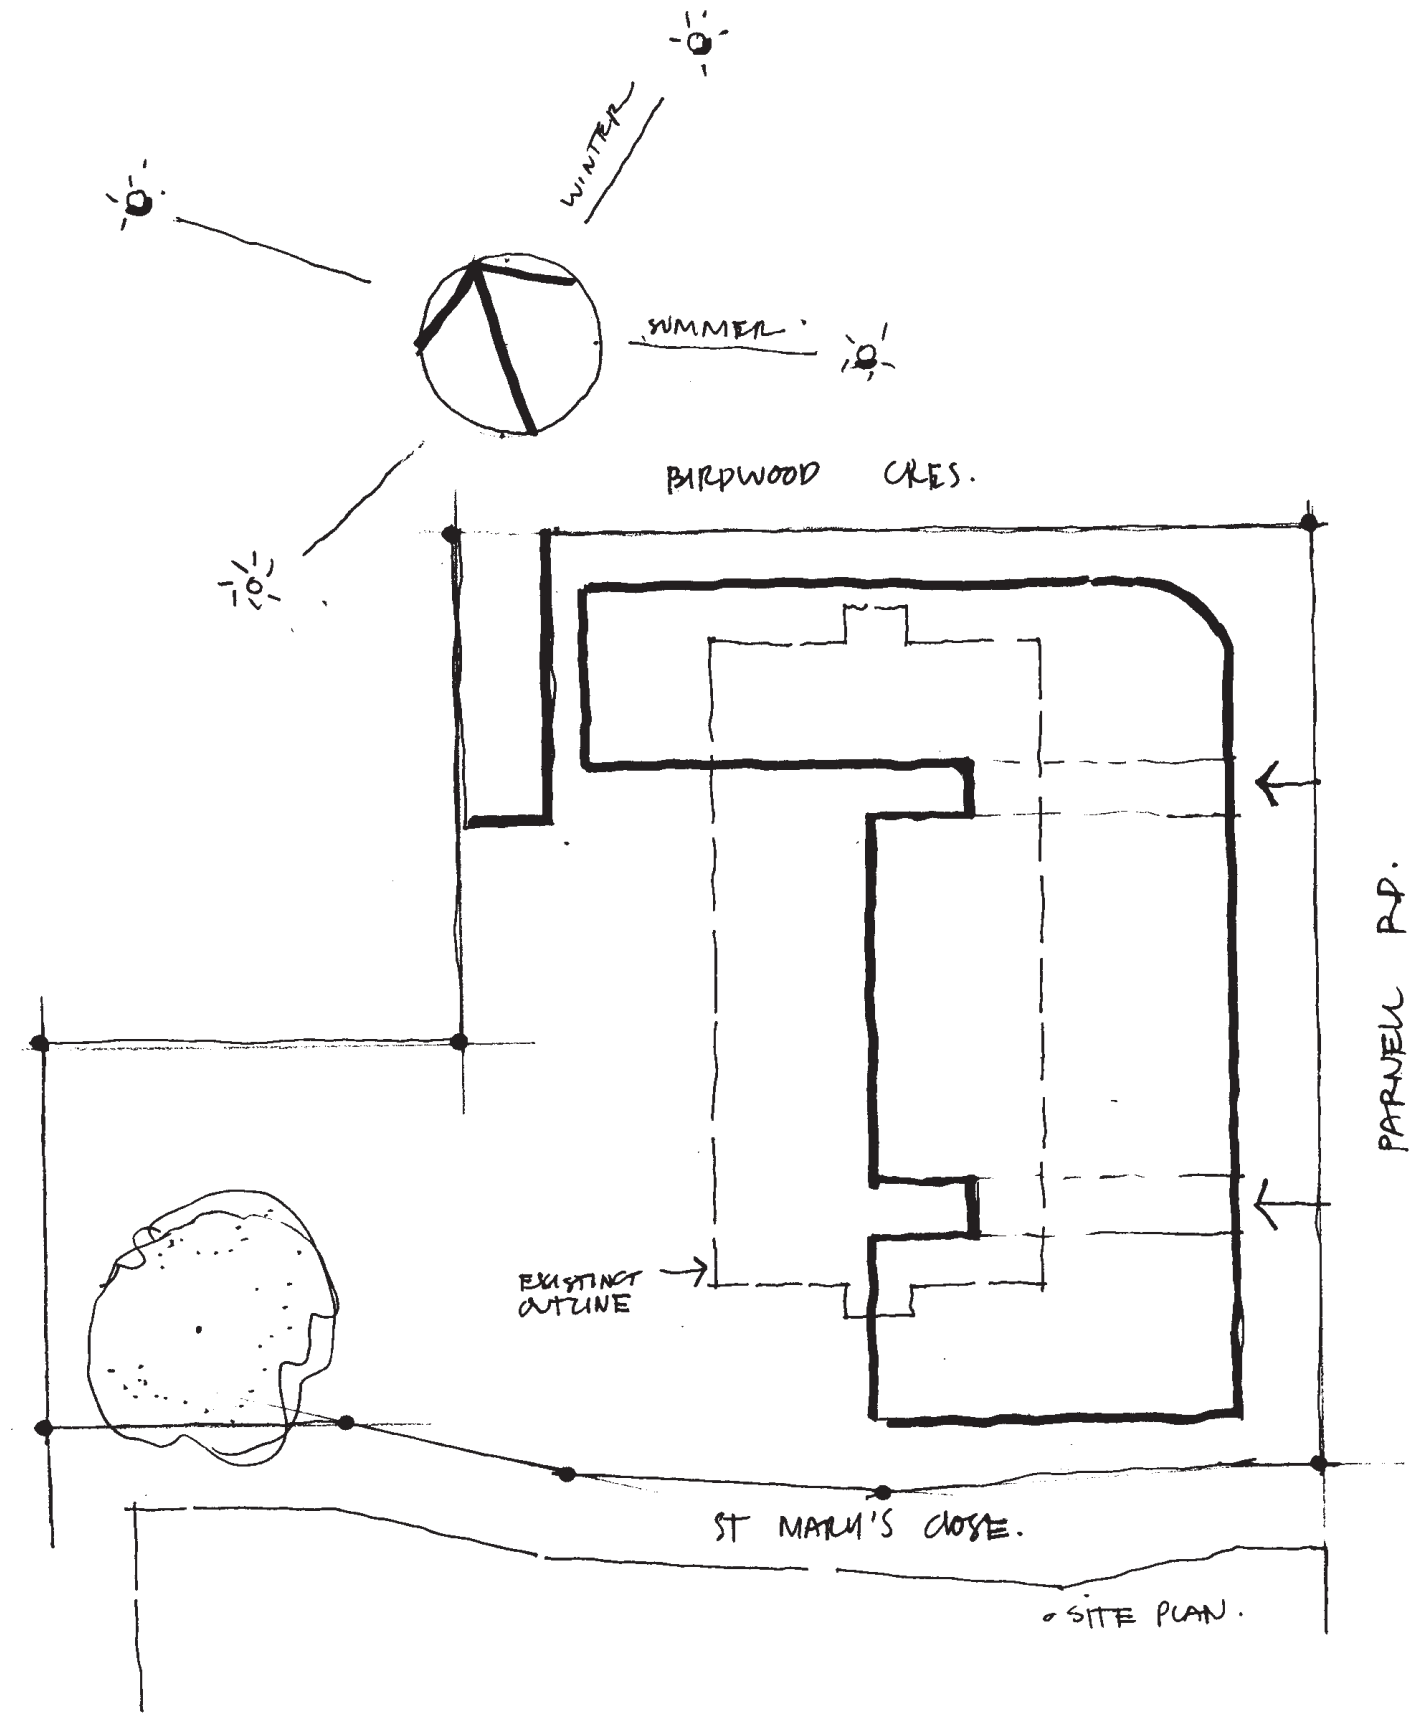 WINTER
SUMMER.
BIRDWOOD CRES.
PARNELL RD.
EXISTING
OUTLINE
ST MARY'S CLOSE.
• SITE PLAN.